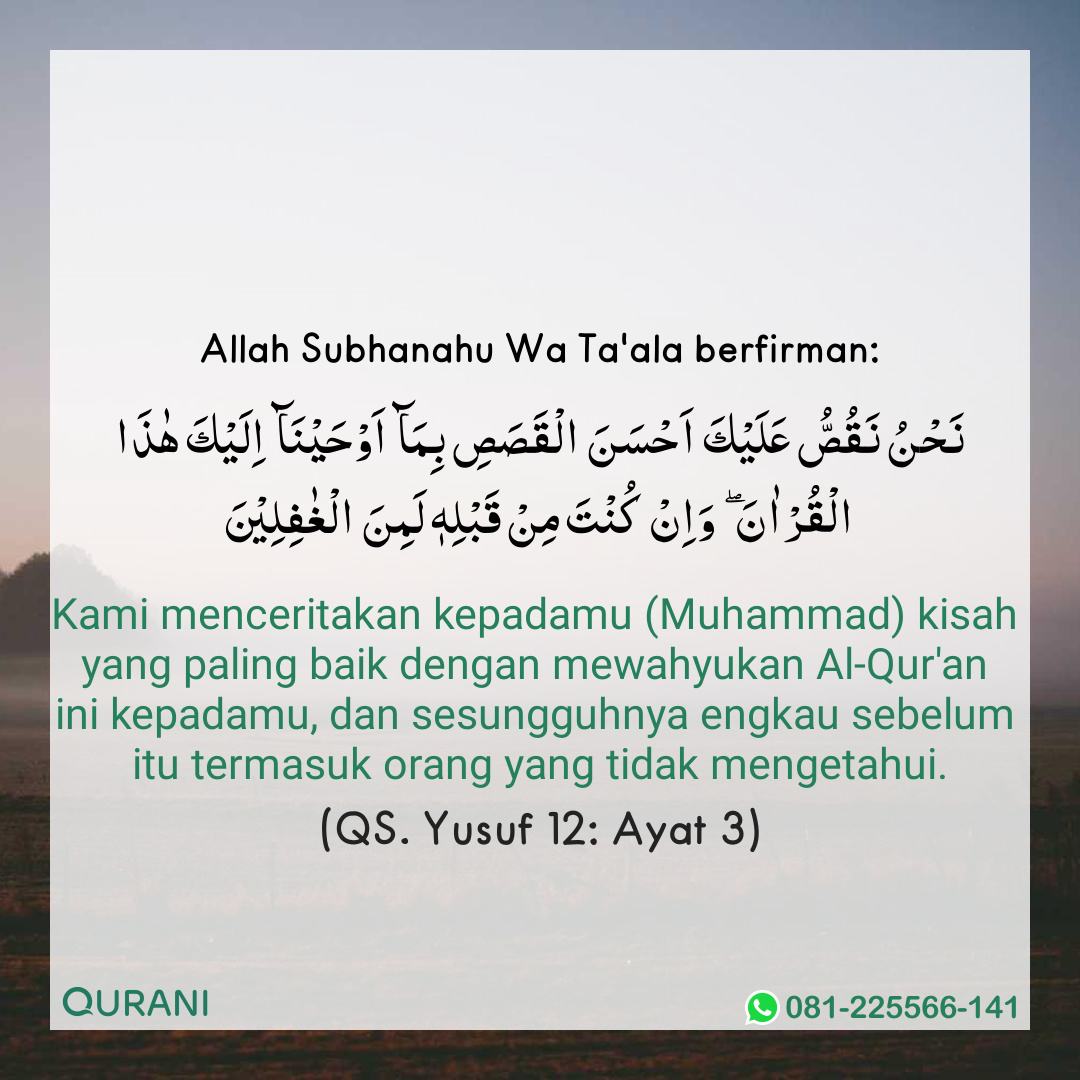 Allah Subhanahu Wa Ta'ala berfirman:
نَحْنُ نَقُصُّ عَلَيْكَ اَحْسَنَ الْقَصَصِ بِمَاۤ اَوْحَيْنَاۤ اِلَيْكَ هٰذَا
الْقُرْاٰنَ ۖ وَاِنْ كُنْتَ مِنْ قَبْلِهٖ لَمِنَ الْغٰفِلِيْنَ
Kami menceritakan kepadamu (Muhammad) kisah
yang paling baik dengan mewahyukan Al-Qur'an
ini kepadamu, dan sesungguhnya engkau sebelum
itu termasuk orang yang tidak mengetahui.
(QS. Yusuf 12: Ayat 3)
QURANI
081-225566-141